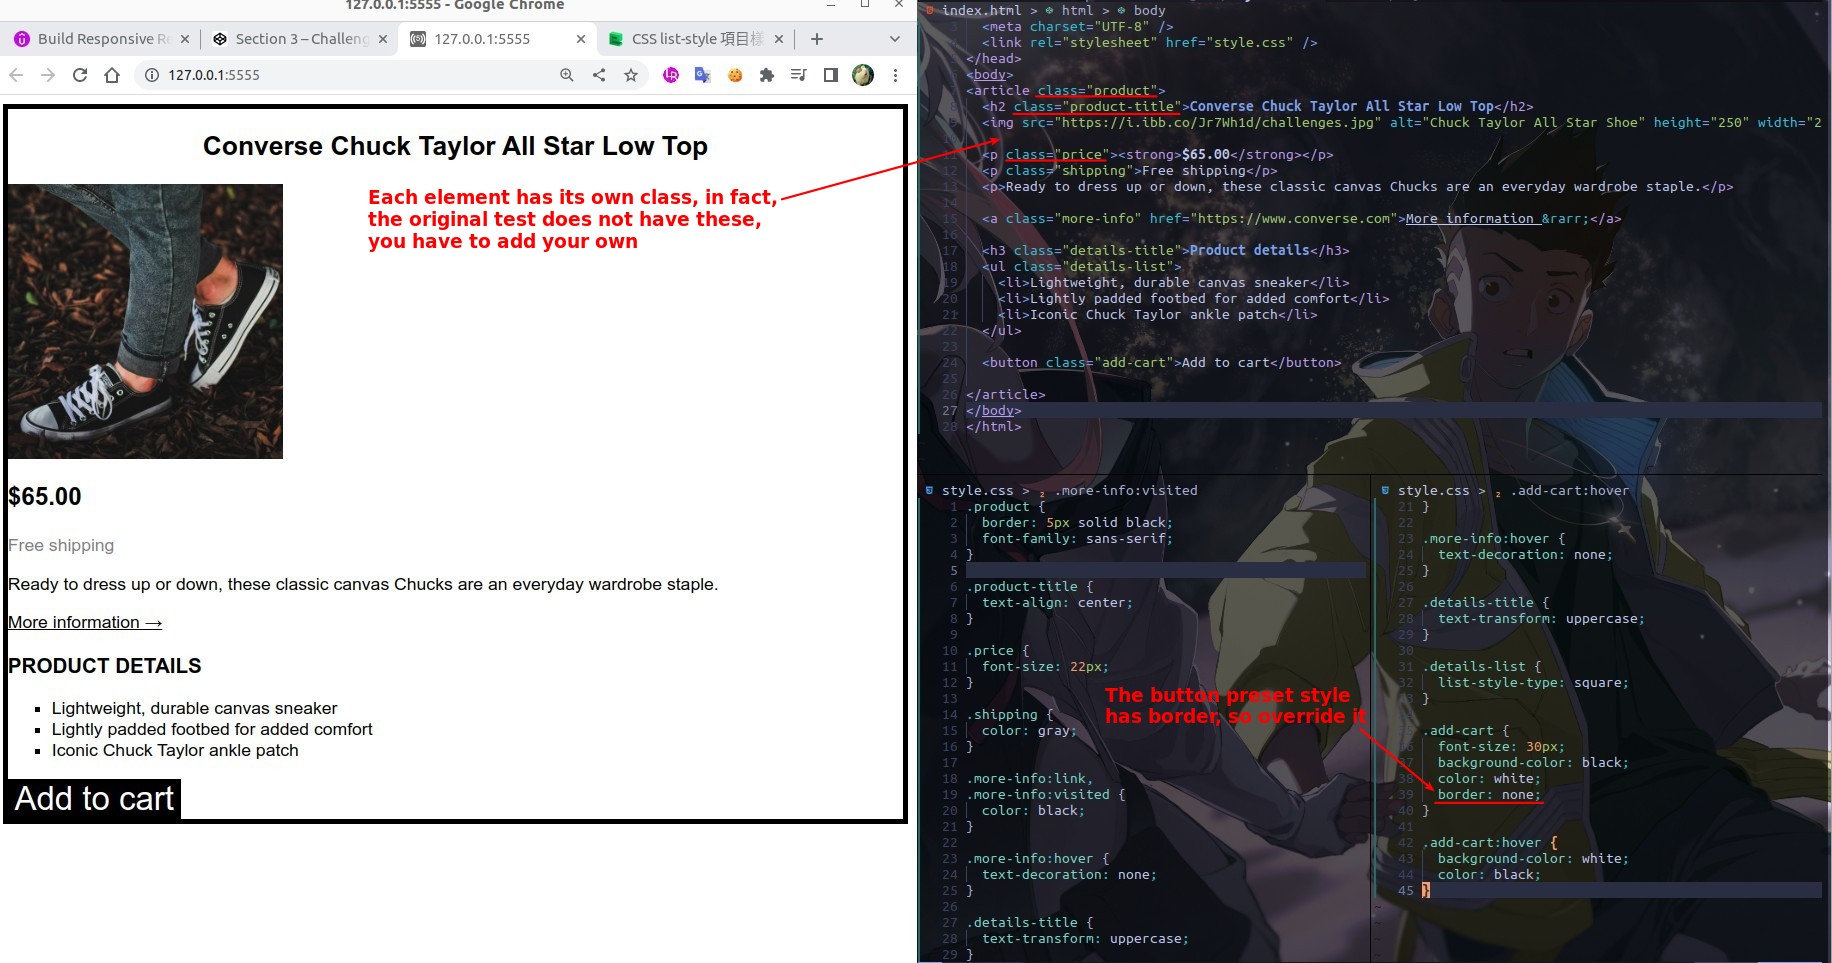 127.0.0.1:5555 - Google Chrome
Build Responsive Re
Section 3 – Challeng
127.0.0.1:5555
CSS list-style 項目樣
127.0.0.1:5555
Converse Chuck Taylor All Star Low Top
Each element has its own class, in fact,
the original test does not have these,
you have to add your own
$65.00
Free shipping
Ready to dress up or down, these classic canvas Chucks are an everyday wardrobe staple.
More information →
PRODUCT DETAILS
Lightweight, durable canvas sneaker
Lightly padded footbed for added comfort
Iconic Chuck Taylor ankle patch
Add to cart
index.html > html > body
<meta charset="UTF-8" />
<link rel="stylesheet" href="style.css" />
</head>
<body>
<article class="product">
<h2 class="product-title">Converse Chuck Taylor All Star Low Top</h2>
<img src="https://i.ibb.co/Jr7Wh1d/challenges.jpg" alt="Chuck Taylor All Star Shoe" height="250" width="2
<p class="price"><strong>$65.00</strong></p>
12 <p class="shipping">Free shipping</p>
13 <p>Ready to dress up or down, these classic canvas Chucks are an everyday wardrobe staple.</p>
14
15 <a class="more-info" href="https://www.converse.com">More information &rarr;</a>
16
17 <h3 class="details-title">Product details</h3>
18 <ul class="details-list">
19 <li>Lightweight, durable canvas sneaker</li>
20 <li>Lightly padded footbed for added comfort</li>
21 <li>Iconic Chuck Taylor ankle patch</li>
22 </ul>
23
24 <button class="add-cart">Add to cart</button>
25
26 </article>
27 </body>
28 </html>
style.css > .more-info:visited
1 .product {
2 border: 5px solid black;
3 font-family: sans-serif;
4 }
5
6 .product-title {
7 text-align: center;
8 }
9
10 .price {
11 font-size: 22px;
12 }
13
14 .shipping {
15 color: gray;
16 }
17
18 .more-info:link,
19 .more-info:visited {
20 color: black;
21 }
22
23 .more-info:hover {
24 text-decoration: none;
25 }
26
27 .details-title {
28 text-transform: uppercase;
29 }
The button preset style
has border, so override it
style.css > .add-cart:hover
21 }
22
23 .more-info:hover {
24 text-decoration: none;
25 }
26
27 .details-title {
28 text-transform: uppercase;
29 }
30
31 .details-list {
32 list-style-type: square;
}
.add-cart {
font-size: 30px;
37 background-color: black;
38 color: white;
39 border: none;
40 }
41
42 .add-cart:hover {
43 background-color: white;
44 color: black;
45 }